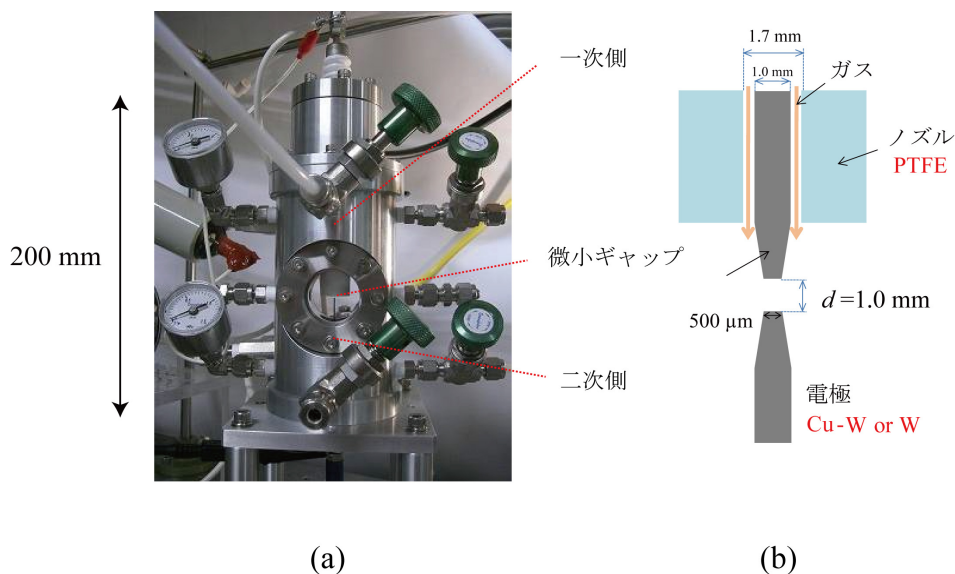 200 mm
一次側
微小ギャップ
二次側
(a)
1.7 mm
1.0 mm
ガス
ノズル
PTFE
d=1.0 mm
500 µm
電極
Cu-W or W
(b)